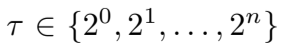 τ ∈ {2⁰, 2¹, . . . , 2ⁿ}